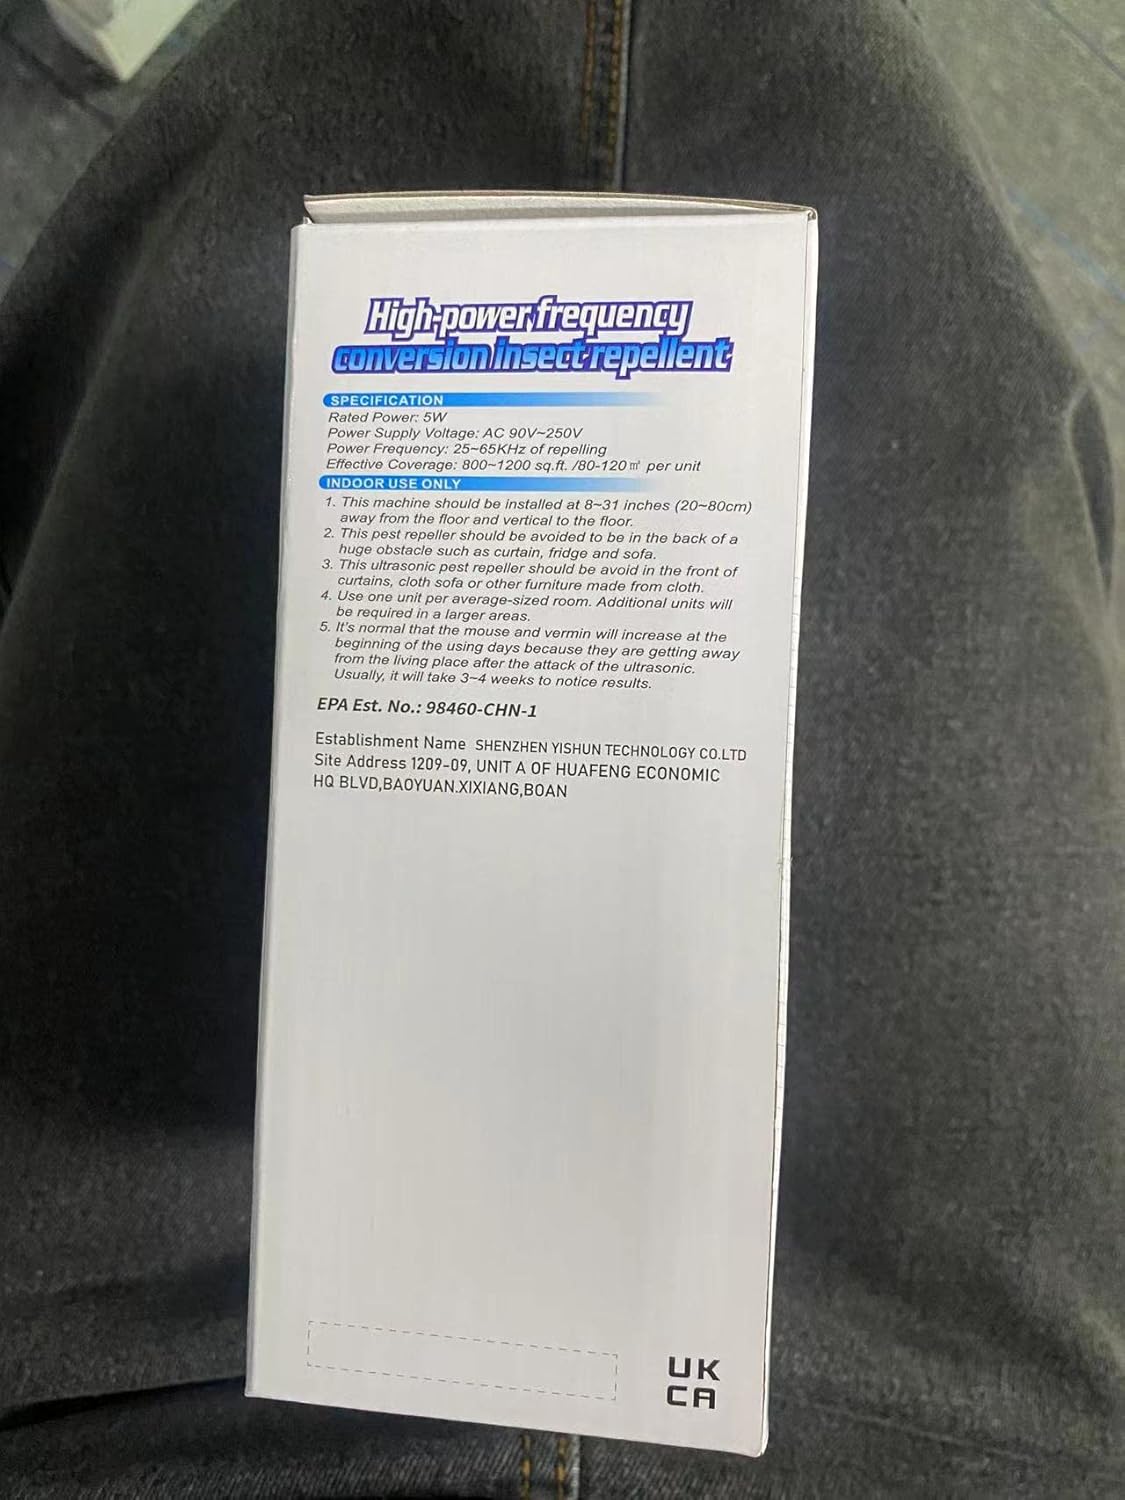 High-power frequency
conversion insect repellent
SPECIFICATION
Rated Power: 5W
Power Supply Voltage: AC 90V~250V
Power Frequency: 25~65KHz of repelling
Effective Coverage: 800~1200 sq.ft. /80-120㎡ per unit
INDOOR USE ONLY
1. This machine should be installed at 8~31 inches (20~80cm)
away from the floor and vertical to the floor.
2. This pest repeller should be avoided to be in the back of a
huge obstacle such as curtain, fridge and sofa.
3. This ultrasonic pest repeller should be avoid in the front of
curtains, cloth sofa or other furniture made from cloth.
4. Use one unit per average-sized room. Additional units will
be required in a larger areas.
5. It's normal that the mouse and vermin will increase at the
beginning of the using days because they are getting away
from the living place after the attack of the ultrasonic.
Usually, it will take 3~4 weeks to notice results.
EPA Est. No.: 98460-CHN-1
Establishment Name SHENZHEN YISHUN TECHNOLOGY CO.LTD
Site Address 1209-09, UNIT A OF HUAFENG ECONOMIC
HQ BLVD,BAOYUAN.XIXIANG,BOAN
UK
CA